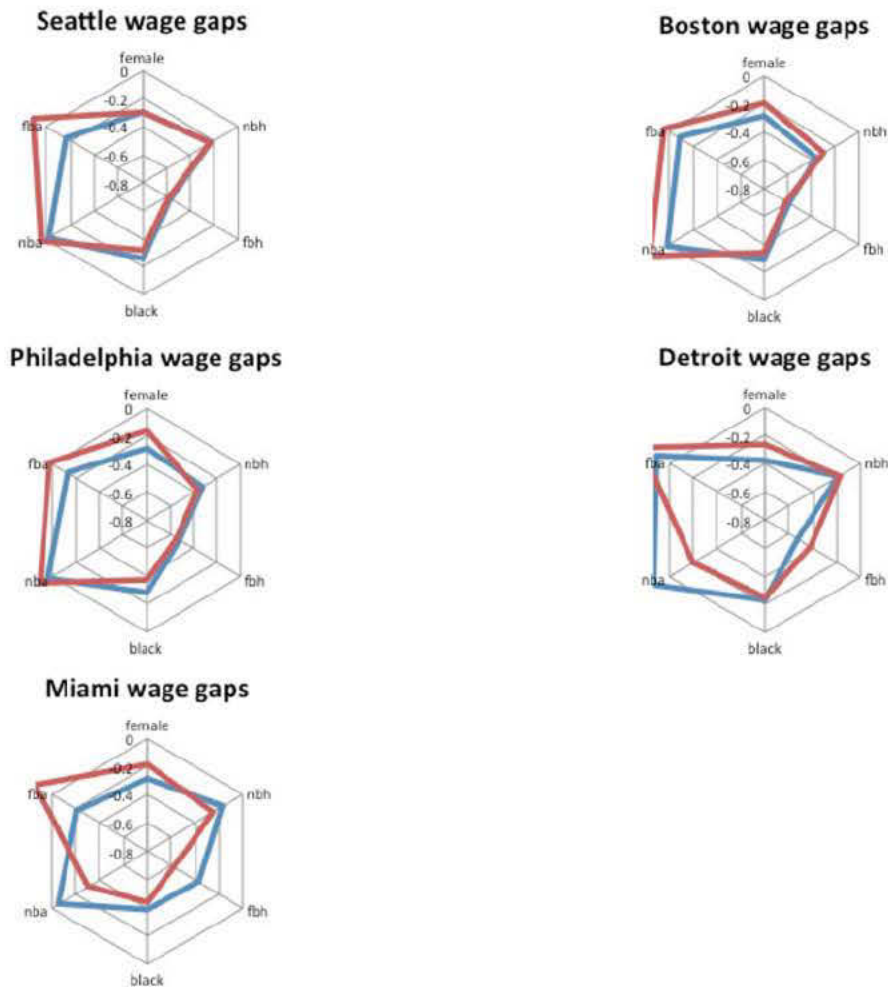 Seattle wage gaps
female
0
-0.2
0.4
-0.6
-0.8
fba
nbh
nba
fbh
black
Boston wage gaps
female
0
-0.2
-0.4
-0.6
-0.8
fba
nbh
nba
fbh
black
Philadelphia wage gaps
female
0
-0.2
-0.4
-0.6
-0.8
fba
nbh
nba
fbh
black
Detroit wage gaps
female
0
-0.2
-0.4
-0.6
-0.8
fba
nbh
nba
fbh
black
Miami wage gaps
female
0
-0.2
-0.4
-0.6
-0.8
fba
nbh
nba
fbh
black